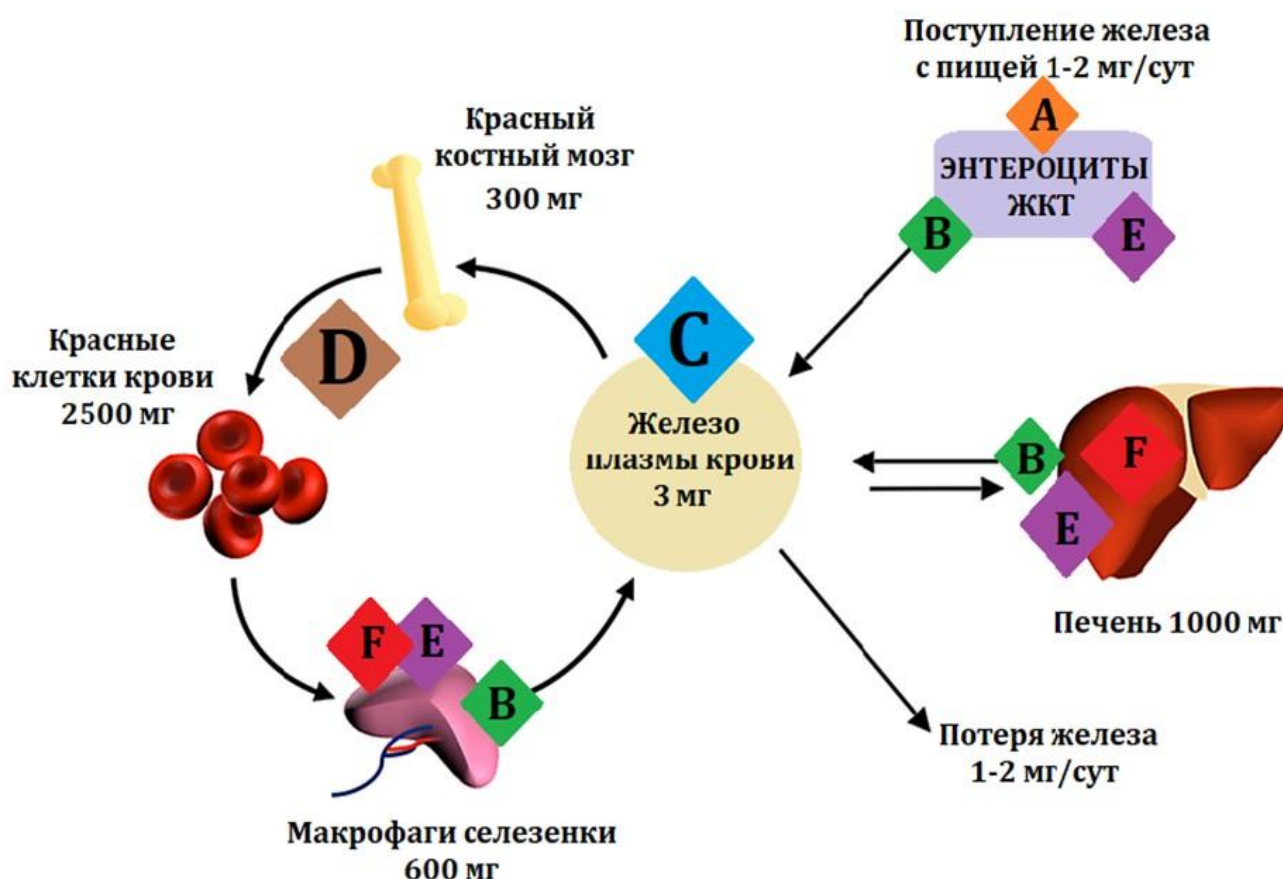 Поступление железа
с пищей 1-2 мг/сут
A
ЭНТЕРОЦИТЫ
ЖКТ
B
E
Красный
костный мозг
300 мг
C
D
Красные
клетки крови
2500 мг
Железо
плазмы крови
3 мг
B
F
E
Печень 1000 мг
F
E
B
Потеря железа
1-2 мг/сут
Макрофаги селезенки
600 мг